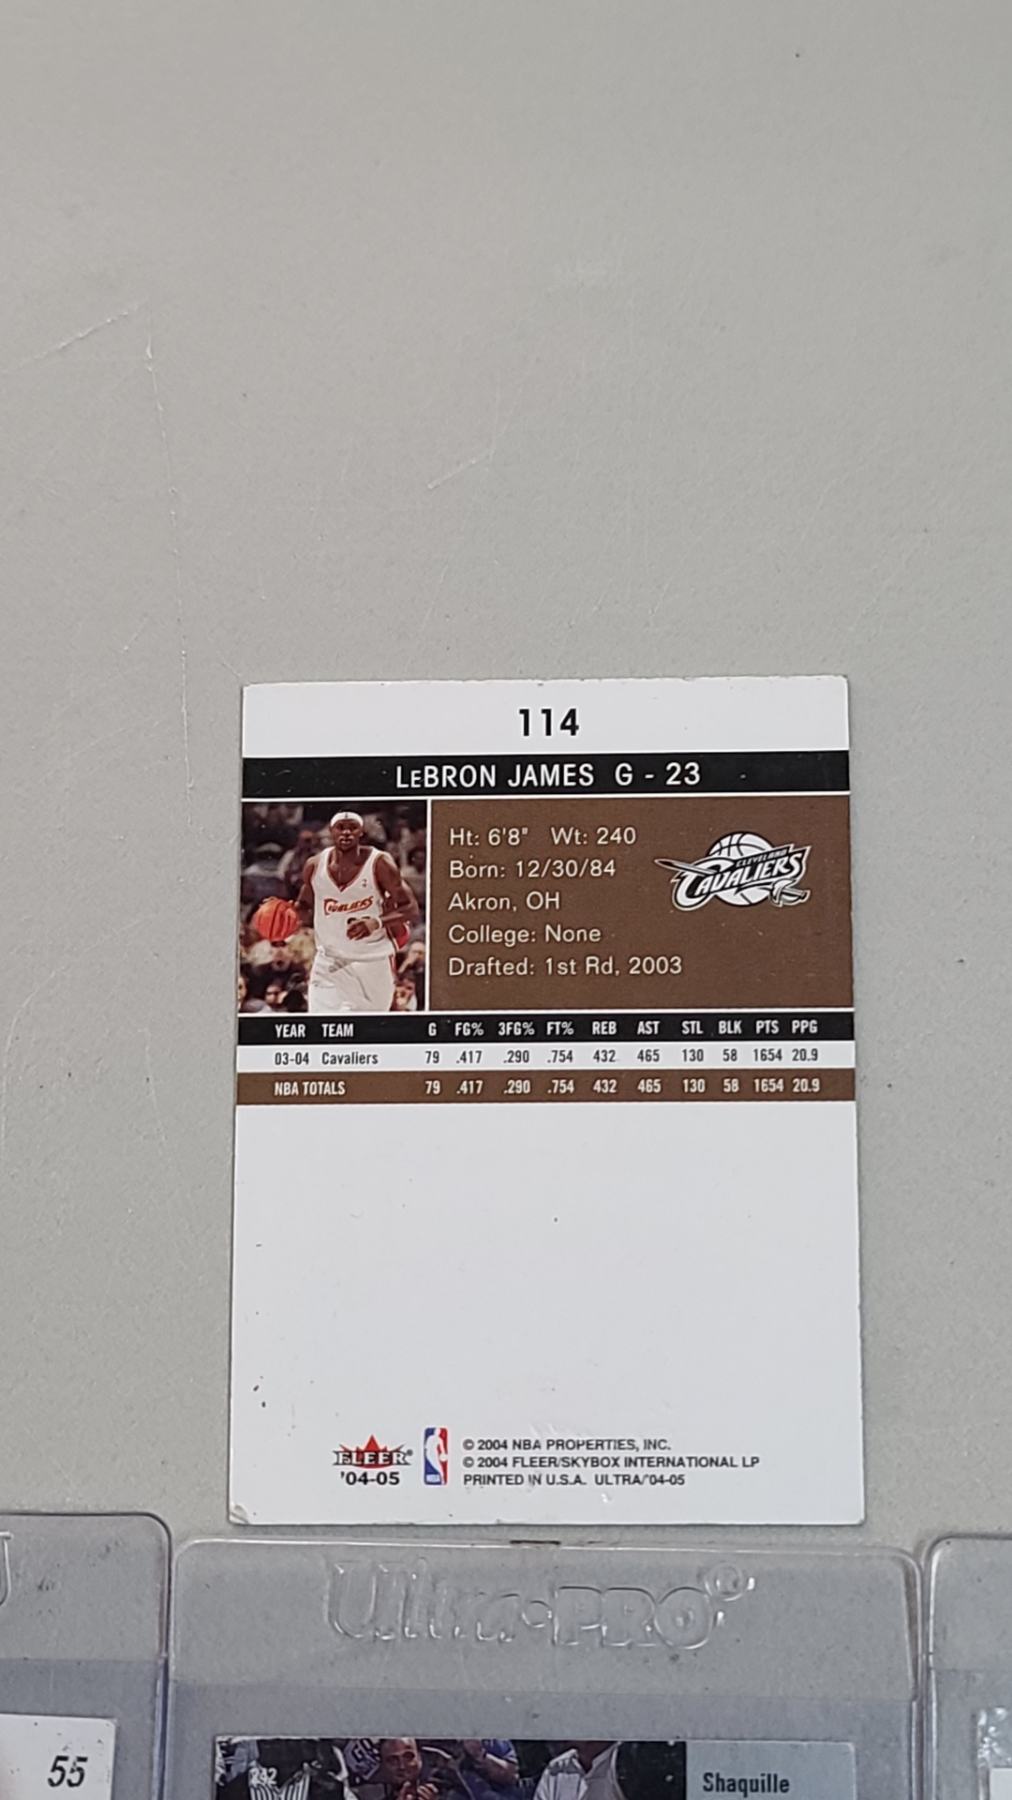 114
LEBRON JAMES G - 23
Ht: 6'8" Wt: 240
Born: 12/30/84
Akron, OH
College: None
Drafted: 1st Rd, 2003
CLEVELAND
CAVALIERS
CAVALIERS
YEAR TEAM G FG% 3FG% FT% REB AST STL BLK PTS PPG
03-04 Cavaliers 79 .417 .290 .754 432 465 130 58 1654 20.9
NBA TOTALS 79 .417 .290 .754 432 465 130 58 1654 20.9
FLEER®
'04-05
© 2004 NBA PROPERTIES, INC.
© 2004 FLEER/SKYBOX INTERNATIONAL LP
PRINTED IN U.S.A. ULTRA/'04-05
Ultra·PRO®
55
Shaquille